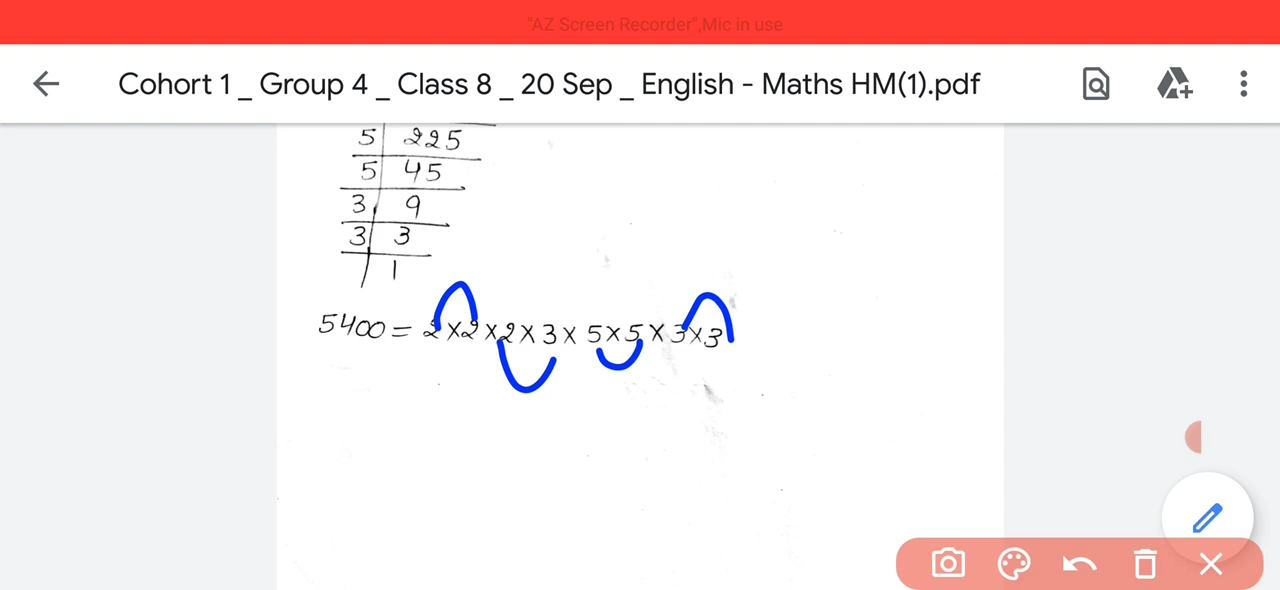 "AZ Screen Recorder",Mic in use
Cohort 1 _ Group 4 _ Class 8 _ 20 Sep _ English - Maths HM(1).pdf
5 225
5 45
3 9
3 3
1
5400 = 2×2×2×3×5×5×3×3